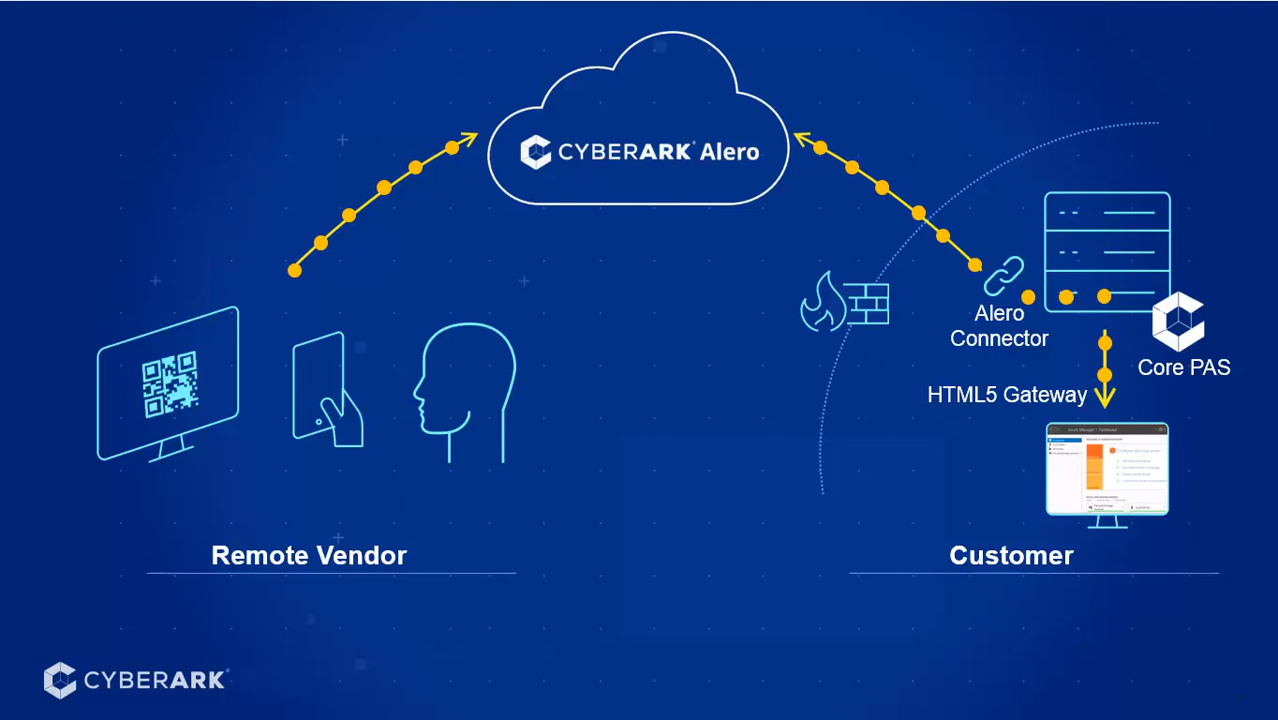 CYBERARK® Alero
Alero
Connector
Core PAS
HTML5 Gateway
Remote Vendor
Customer
CYBERARK®